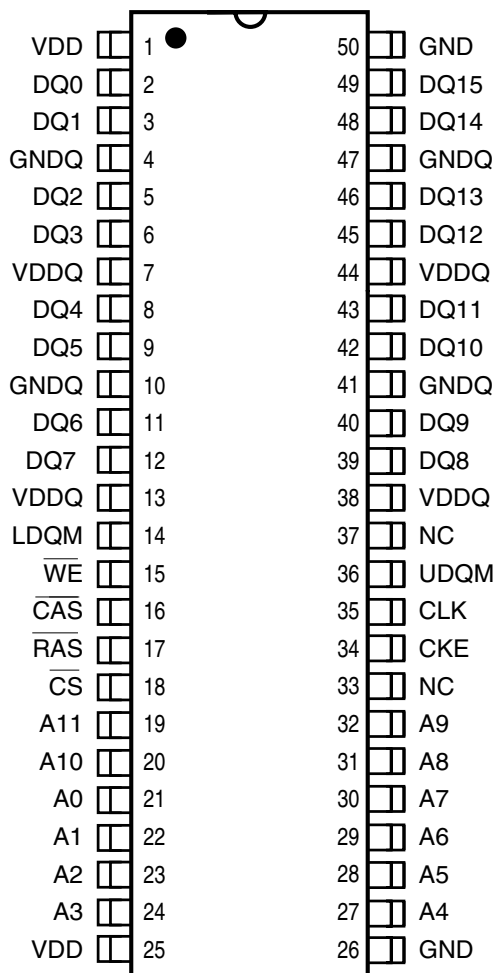 VDD 1 50 GND
DQ0 2 49 DQ15
DQ1 3 48 DQ14
GNDQ 4 47 GNDQ
DQ2 5 46 DQ13
DQ3 6 45 DQ12
VDDQ 7 44 VDDQ
DQ4 8 43 DQ11
DQ5 9 42 DQ10
GNDQ 10 41 GNDQ
DQ6 11 40 DQ9
DQ7 12 39 DQ8
VDDQ 13 38 VDDQ
LDQM 14 37 NC
W̅E̅ 15 36 UDQM
C̅A̅S̅ 16 35 CLK
R̅A̅S̅ 17 34 CKE
C̅S̅ 18 33 NC
A11 19 32 A9
A10 20 31 A8
A0 21 30 A7
A1 22 29 A6
A2 23 28 A5
A3 24 27 A4
VDD 25 26 GND